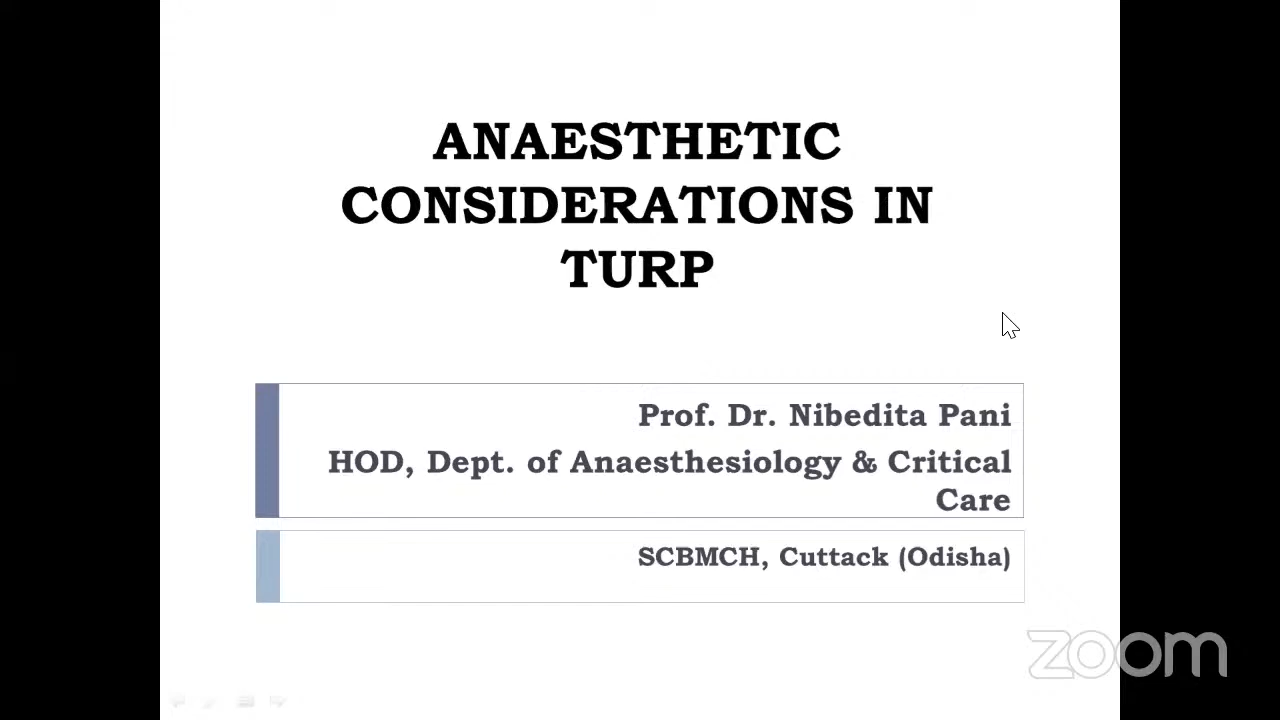 ANAESTHETIC
CONSIDERATIONS IN
TURP
Prof. Dr. Nibedita Pani
HOD, Dept. of Anaesthesiology & Critical
Care
SCBMCH, Cuttack (Odisha)
zoom